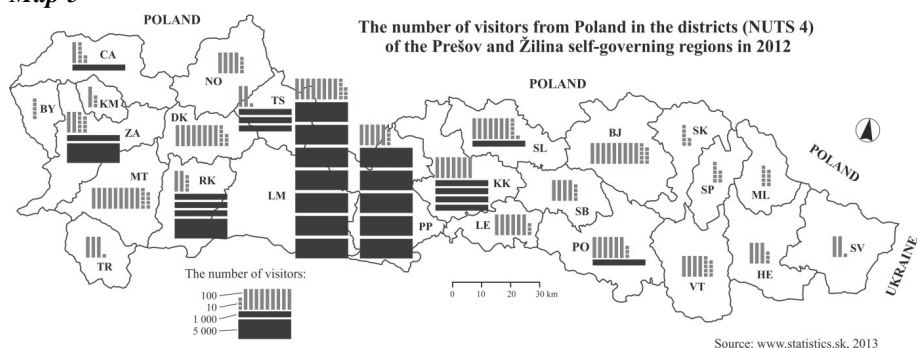 Map 3
The number of visitors from Poland in the districts (NUTS 4)
of the Prešov and Žilina self-governing regions in 2012
POLAND
CA
NO
BY
KM
ZA
DK
TS
MT
RK
LM
TR
POLAND
SL
BJ
SK
KK
SB
SP
ML
POLAND
PP
LE
PO
VT
HE
SV
UKRAINE
The number of visitors:
100
10
1 000
5 000
0 10 20 30 km
Source: www.statistics.sk, 2013